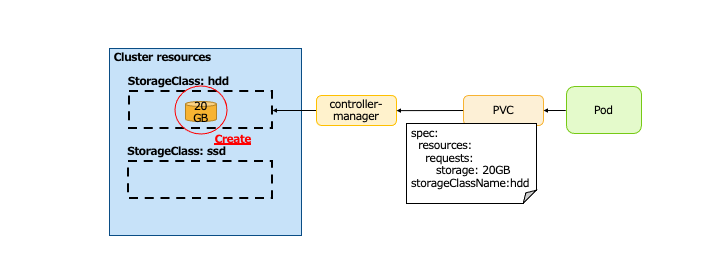 Cluster resources
StorageClass: hdd
20
GB
Create
StorageClass: ssd
controller-
manager
PVC
Pod
spec:
resources:
requests:
storage: 20GB
storageClassName:hdd